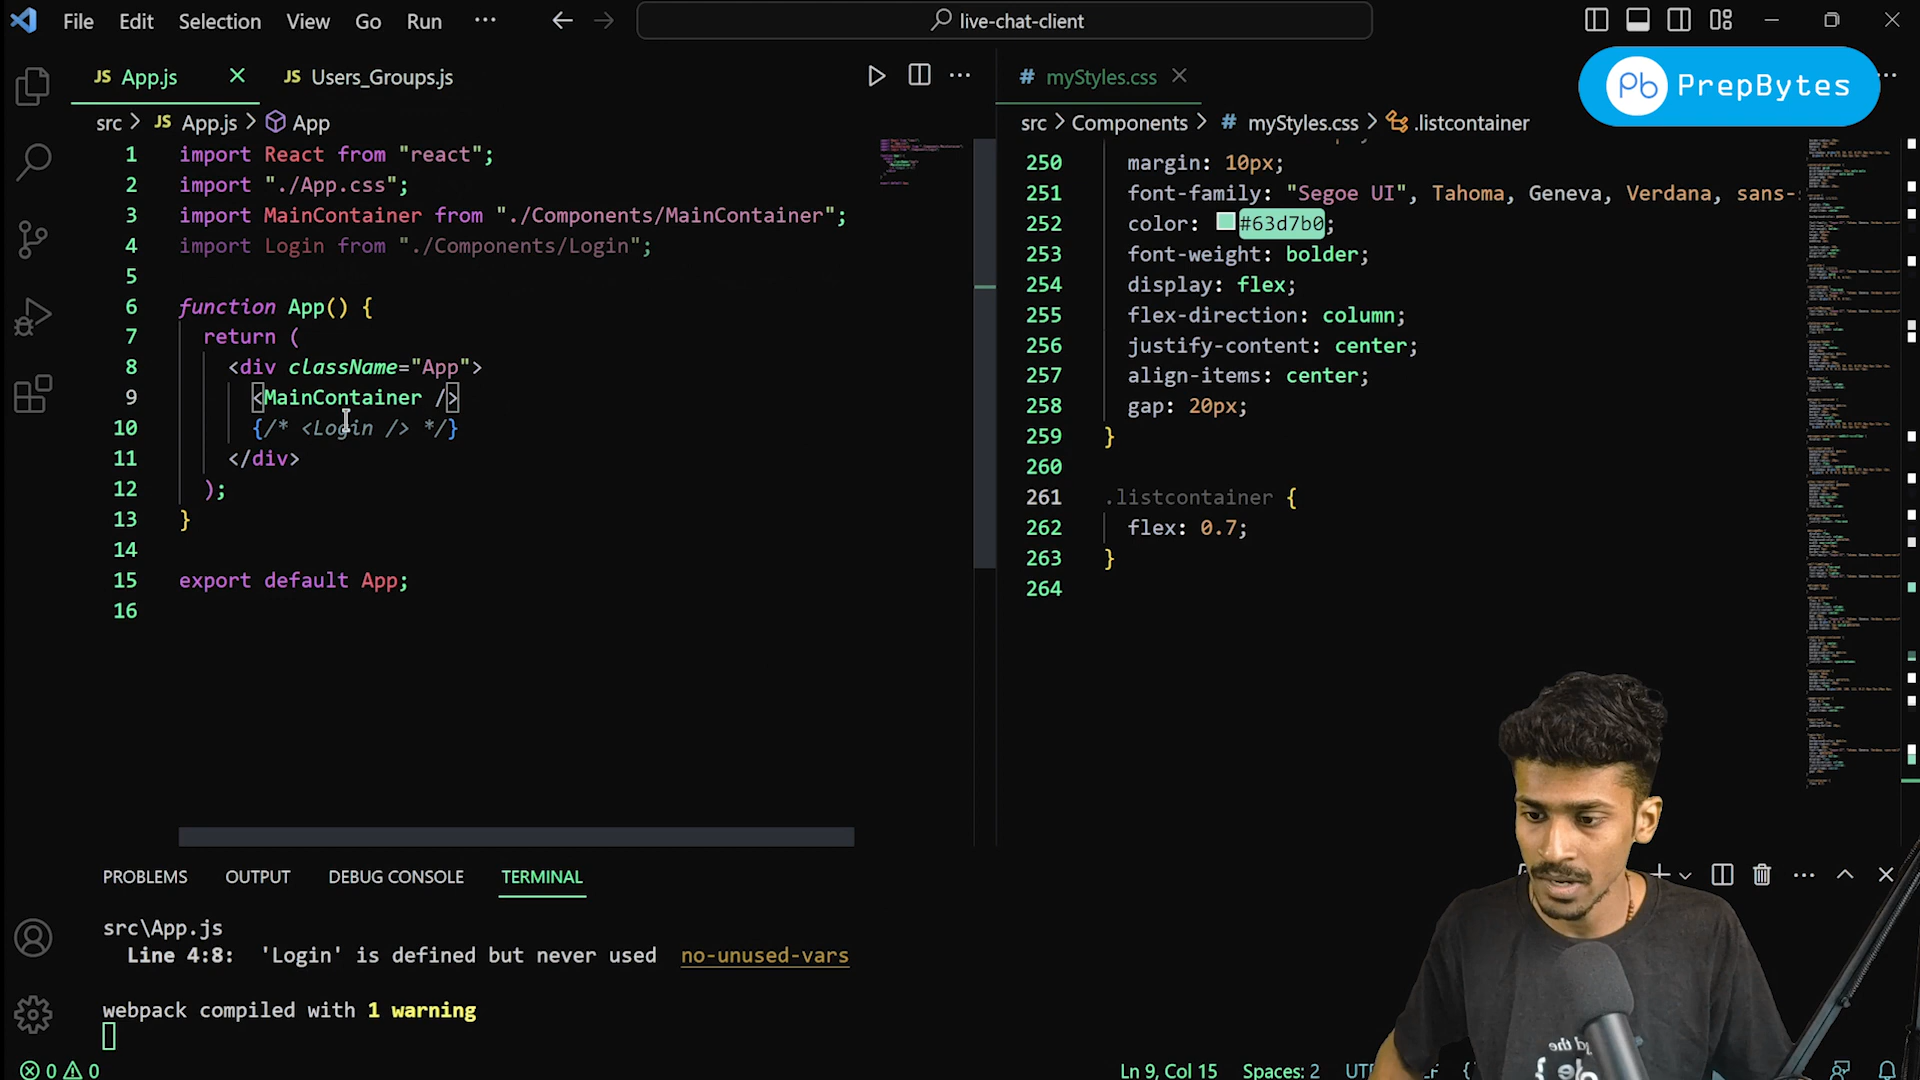 File Edit Selection View Go Run ···
live-chat-client
Pb PrepBytes
JS App.js
JS Users_Groups.js
# myStyles.css
src > JS App.js > App
src > Components > # myStyles.css > .listcontainer
1 import React from "react";
2 import "./App.css";
3 import MainContainer from "./Components/MainContainer";
4 import Login from "./Components/Login";
5
6 function App() {
7 return (
8 <div className="App">
9 <MainContainer />
10 {/* <Login /> */}
11 </div>
12 );
13 }
14
15 export default App;
16
250 margin: 10px;
251 font-family: "Segoe UI", Tahoma, Geneva, Verdana, sans-
252 color: #63d7b0;
253 font-weight: bolder;
254 display: flex;
255 flex-direction: column;
256 justify-content: center;
257 align-items: center;
258 gap: 20px;
259 }
260
261 .listcontainer {
262 flex: 0.7;
263 }
264
PROBLEMS OUTPUT DEBUG CONSOLE TERMINAL
src\App.js
Line 4:8: 'Login' is defined but never used no-unused-vars
webpack compiled with 1 warning
0 0
Ln 9, Col 15 Spaces: 2